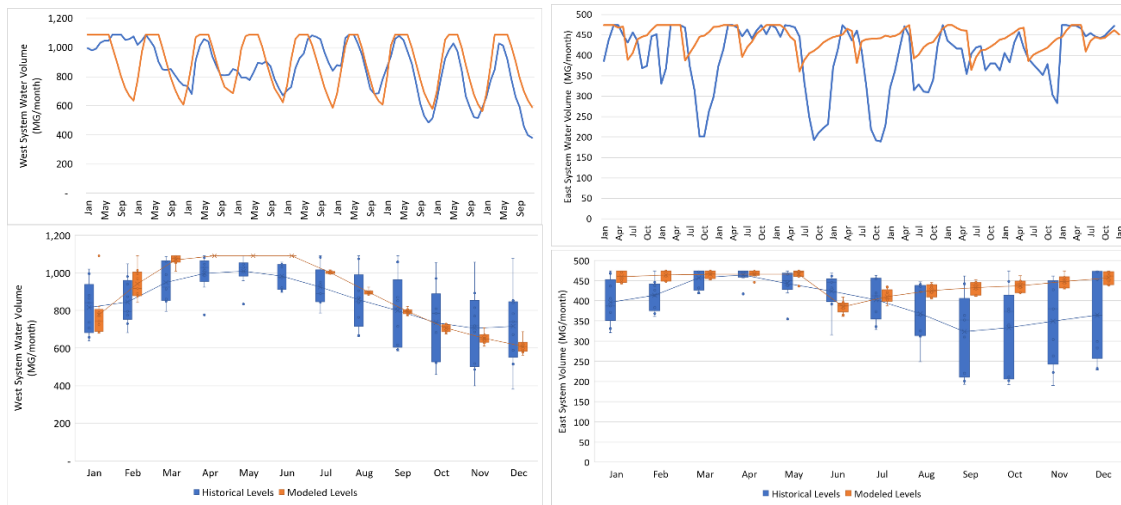 1,200
1,000
800
600
400
200
-
West System Water Volume
(MG/month)
Jan May Sep Jan May Sep Jan May Sep Jan May Sep Jan May Sep Jan May Sep Jan May Sep Jan May Sep Jan May Sep
500
450
400
350
300
250
200
150
100
50
0
East System Water Volume
(MG/month)
Jan Apr Jul Oct Jan Apr Jul Oct Jan Apr Jul Oct Jan Apr Jul Oct Jan Apr Jul Oct Jan Apr Jul Oct Jan Apr Jul Oct Jan Apr Jul Oct Jan Apr Jul Oct Jan
1,200
1,000
800
600
400
200
-
West System Water Volume
(MG/month)
Jan Feb Mar Apr May Jun Jul Aug Sep Oct Nov Dec
Historical Levels Modeled Levels
500
450
400
350
300
250
200
150
100
50
0
East System Volume (MG/month)
Jan Feb Mar Apr May Jun Jul Aug Sep Oct Nov Dec
Historical Levels Modeled Levels